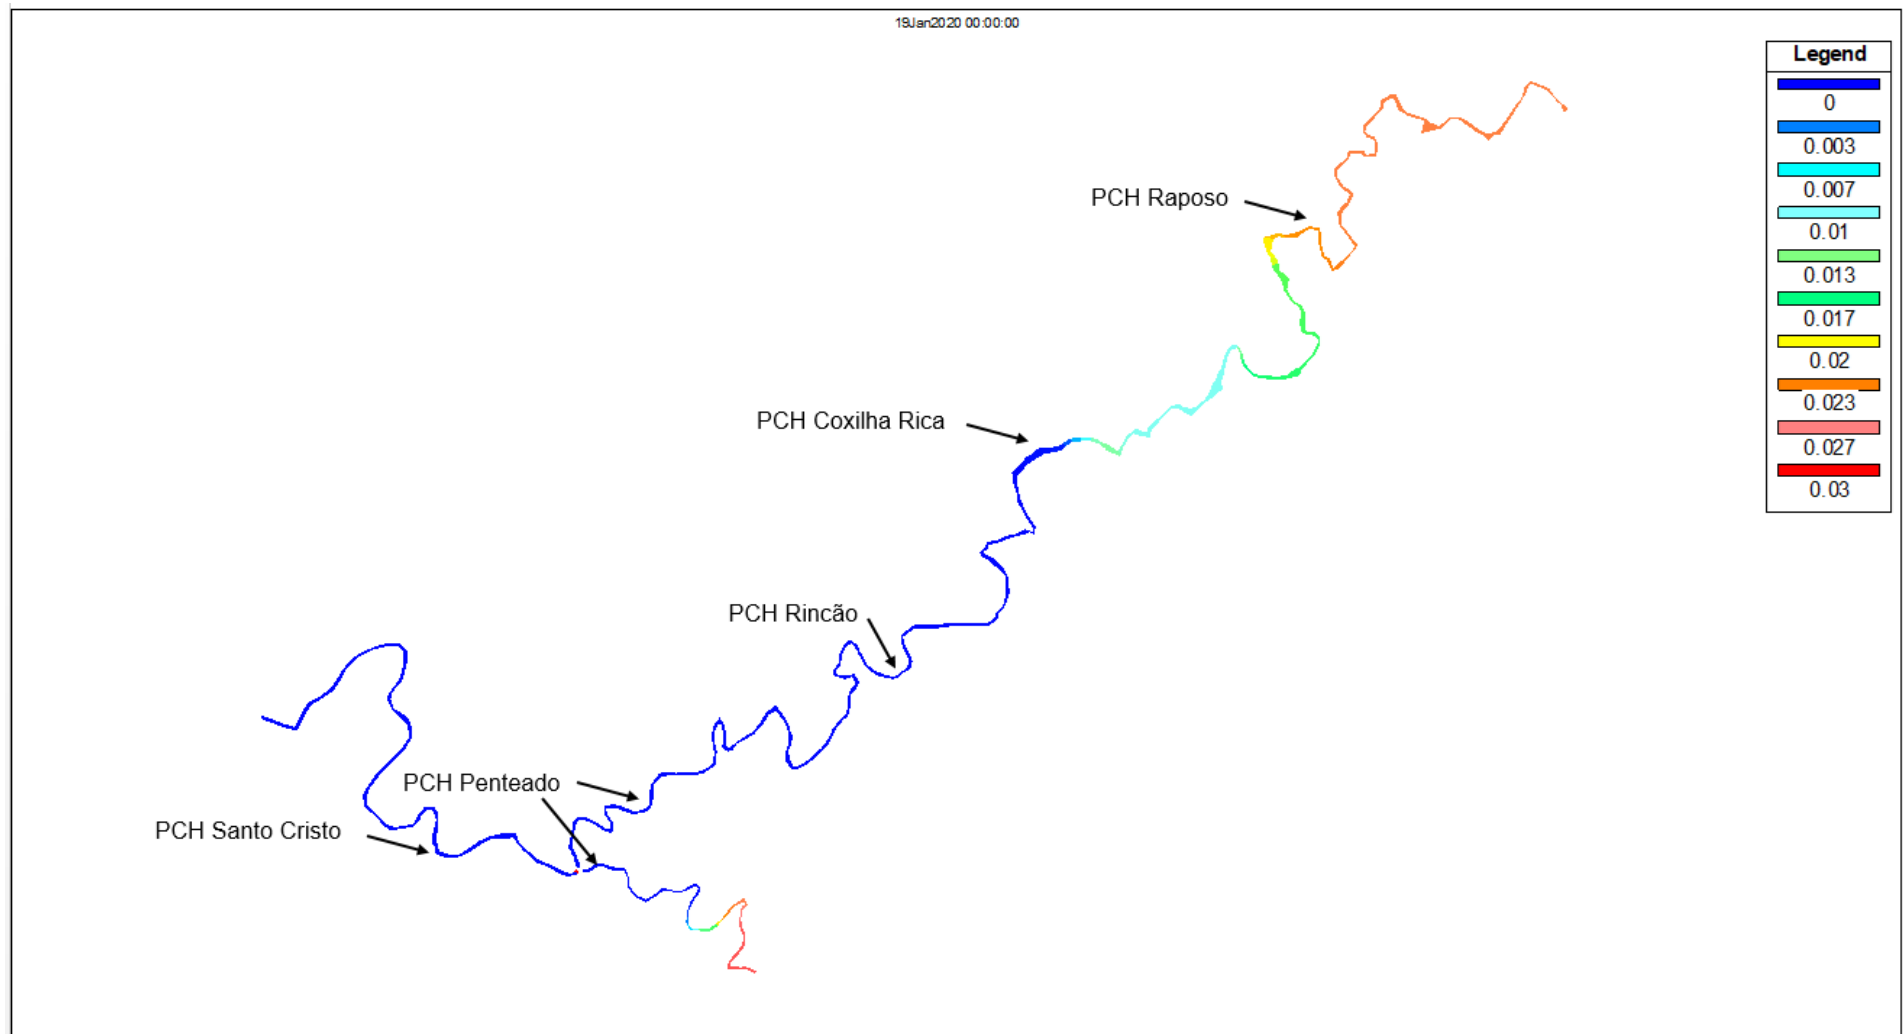 19Jan2020 00:00:00
Legend
0
0.003
0.007
0.01
0.013
0.017
0.02
0.023
0.027
0.03
PCH Raposo
PCH Coxilha Rica
PCH Rincão
PCH Penteado
PCH Santo Cristo